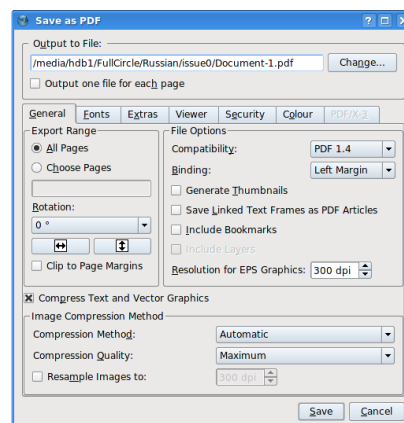 Save as PDF
Output to File:
/media/hdb1/FullCircle/Russian/issue0/Document-1.pdf
Change...
Output one file for each page
General Fonts Extras Viewer Security Colour PDF/X-3
Export Range
All Pages
Choose Pages
Rotation:
0 °
Clip to Page Margins
File Options
Compatibility: PDF 1.4
Binding: Left Margin
Generate Thumbnails
Save Linked Text Frames as PDF Articles
Include Bookmarks
Include Layers
Resolution for EPS Graphics: 300 dpi
Compress Text and Vector Graphics
Image Compression Method
Compression Method: Automatic
Compression Quality: Maximum
Resample Images to: 300 dpi
Save Cancel